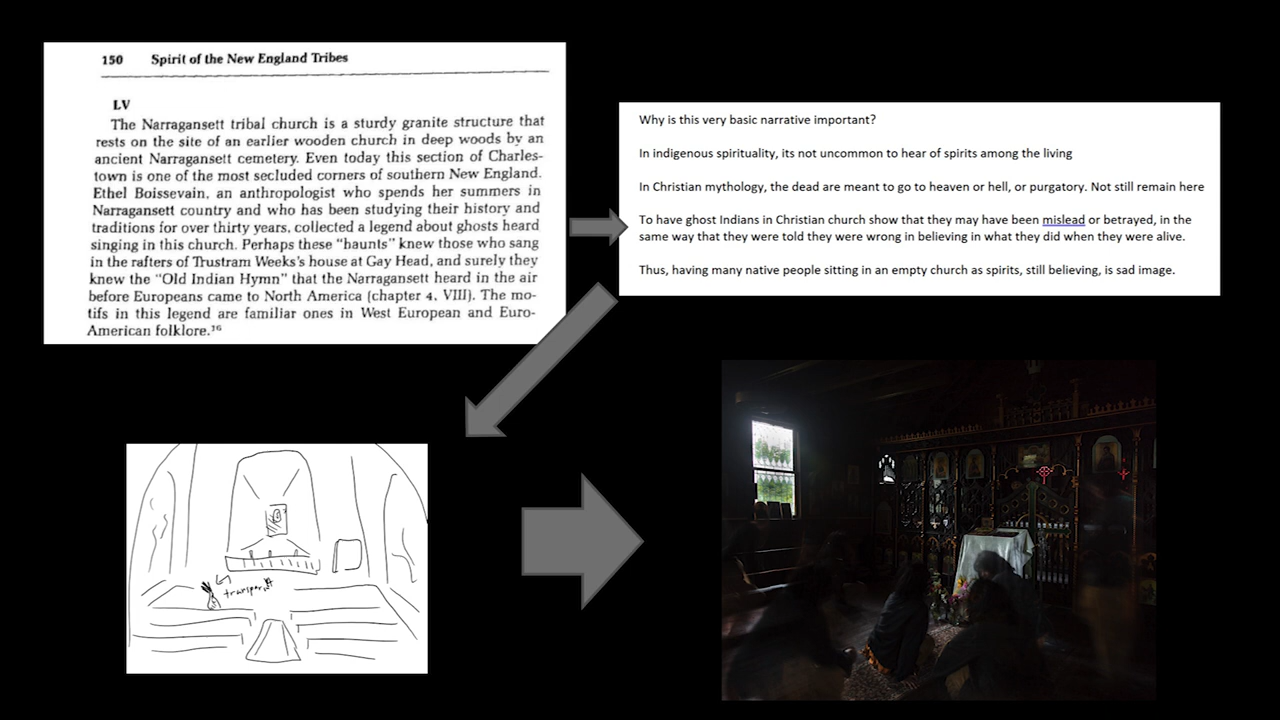 150 Spirit of the New England Tribes
LV
The Narragansett tribal church is a sturdy granite structure that
rests on the site of an earlier wooden church in deep woods by an
ancient Narragansett cemetery. Even today this section of Charles-
town is one of the most secluded corners of southern New England.
Ethel Boissevain, an anthropologist who spends her summers in
Narragansett country and who has been studying their history and
traditions for over thirty years, collected a legend about ghosts heard
singing in this church. Perhaps these "haunts" knew those who sang
in the rafters of Tristram Weeks's house at Gay Head, and surely they
knew the "Old Indian Hymn" that the Narragansett heard in the air
before Europeans came to North America (chapter 4, VIII). The mo-
tifs in this legend are familiar ones in West European and Euro-
American folklore.¹⁶
Why is this very basic narrative important?
In indigenous spirituality, its not uncommon to hear of spirits among the living
In Christian mythology, the dead are meant to go to heaven or hell, or purgatory. Not still remain here
To have ghost Indians in Christian church show that they may have been mislead or betrayed, in the
same way that they were told they were wrong in believing in what they did when they were alive.
Thus, having many native people sitting in an empty church as spirits, still believing, is sad image.